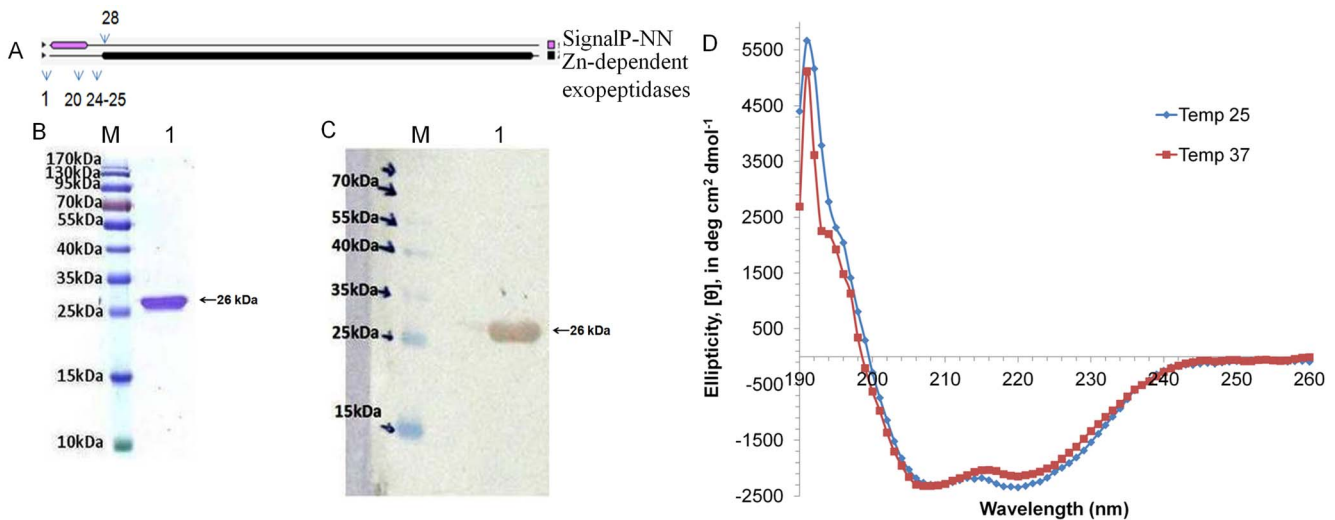 A
28
SignalP-NN
Zn-dependent
exopeptidases
1 20 24-25
B
M 1
170kDa
130kDa
95kDa
70kDa
55kDa
40kDa
35kDa
25kDa
15kDa
10kDa
←26 kDa
C
M 1
70kDa
55kDa
40kDa
35kDa
25kDa
15kDa
←26 kDa
D
Ellipticity, [θ], in deg cm² dmol⁻¹
5500
4500
3500
2500
1500
500
-500
-1500
-2500
190 200 210 220 230 240 250 260
Wavelength (nm)
Temp 25
Temp 37